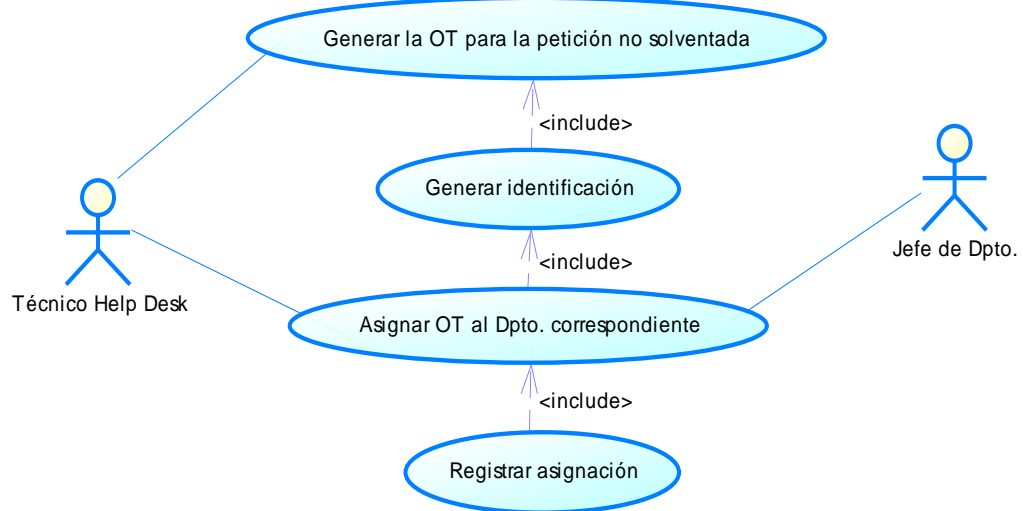 Generar la OT para la petición no solventada
<include>
Generar identificación
<include>
Jefe de Dpto.
Técnico Help Desk
Asignar OT al Dpto. correspondiente
<include>
Registrar asignación